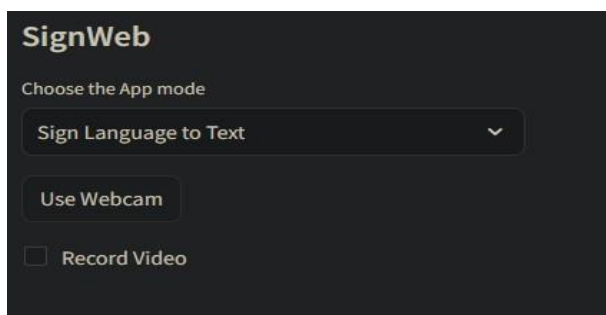 SignWeb
Choose the App mode
Sign Language to Text
Use Webcam
Record Video